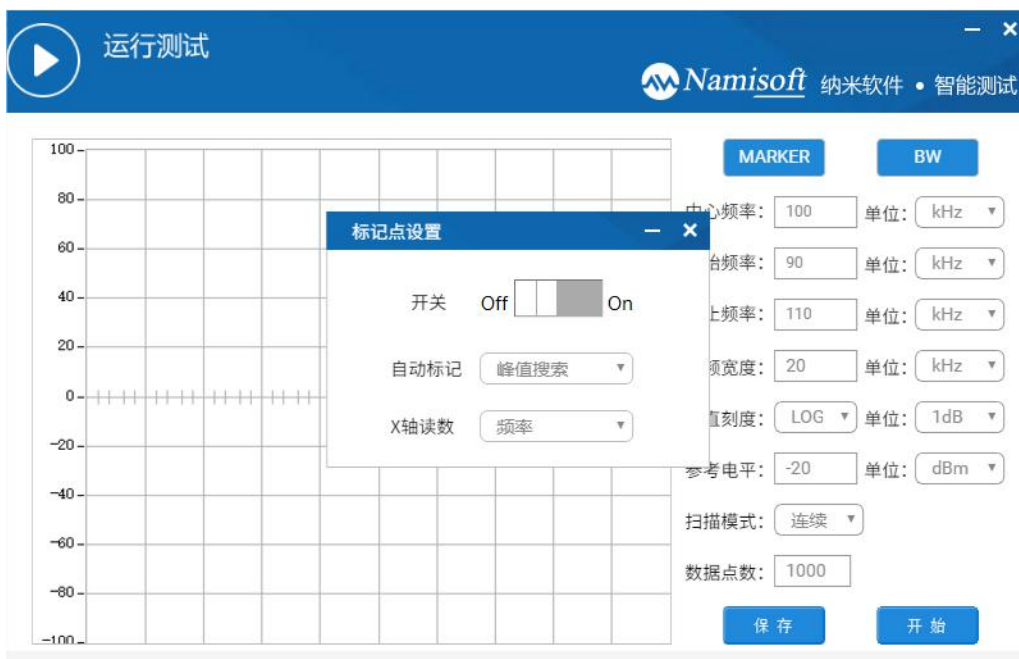 运行测试
Namisoft 纳米软件 • 智能测试
100
80
60
40
20
0
-20
-40
-60
-80
-100
MARKER BW
心频率: 100 单位: kHz
标记点设置
开关 Off On
自动标记 峰值搜索
X轴读数 频率
频率: 90 单位: kHz
频率: 110 单位: kHz
宽度: 20 单位: kHz
刻度: LOG 单位: 1dB
参考电平: -20 单位: dBm
扫描模式: 连续
数据点数: 1000
保存 开始